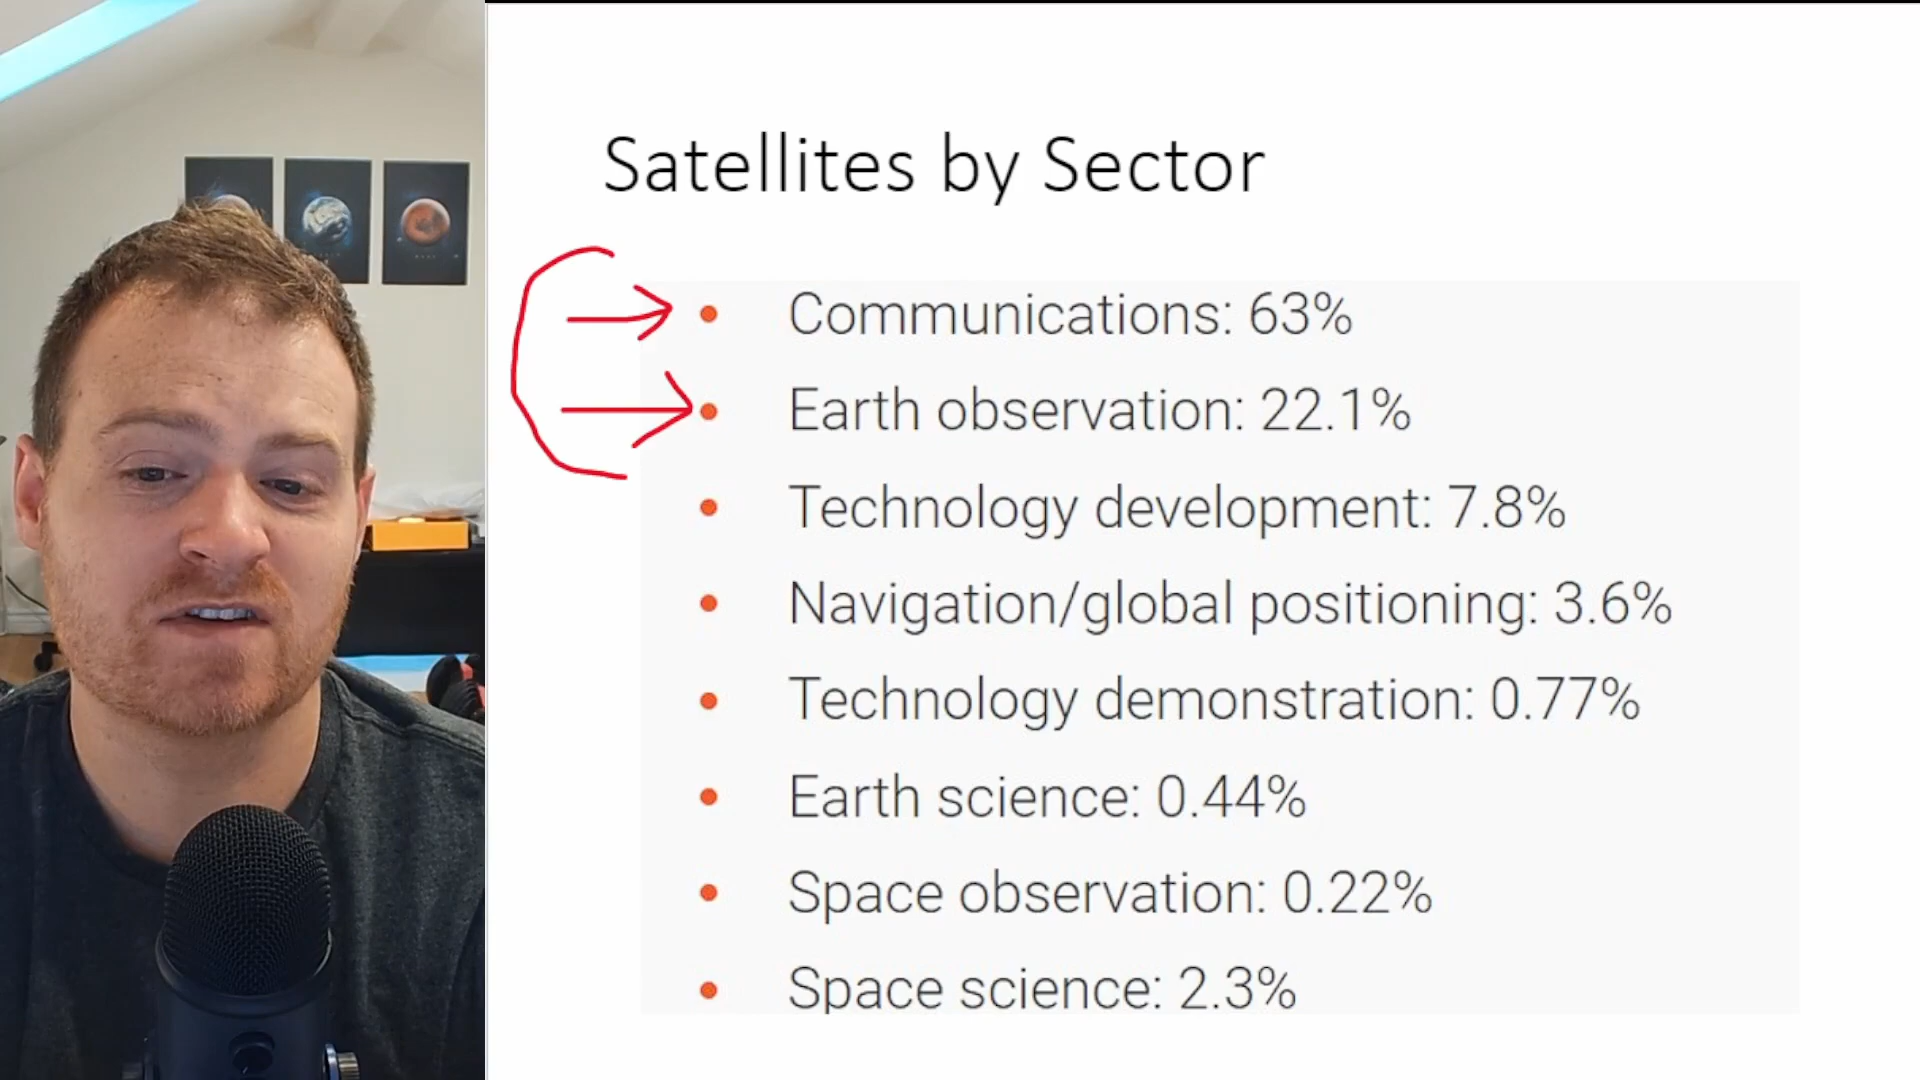 Satellites by Sector
• Communications: 63%
• Earth observation: 22.1%
• Technology development: 7.8%
• Navigation/global positioning: 3.6%
• Technology demonstration: 0.77%
• Earth science: 0.44%
• Space observation: 0.22%
• Space science: 2.3%